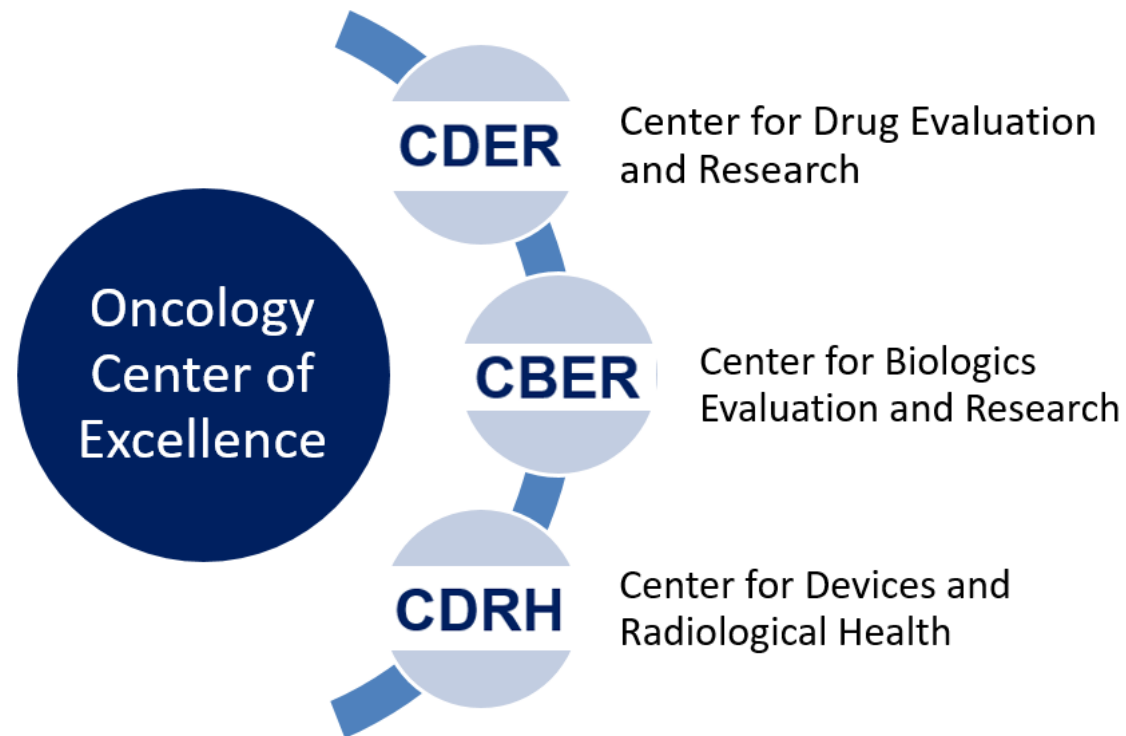 Oncology
Center of
Excellence
CDER
Center for Drug Evaluation
and Research
CBER
Center for Biologics
Evaluation and Research
CDRH
Center for Devices and
Radiological Health